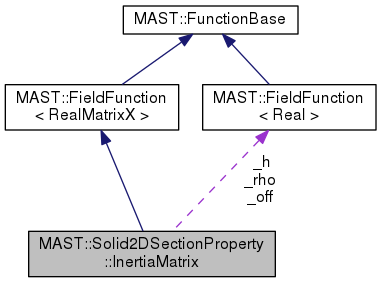 MAST::FunctionBase
MAST::FieldFunction
< RealMatrixX >
MAST::FieldFunction
< Real >
_h
_rho
_off
MAST::Solid2DSectionProperty
::InertiaMatrix